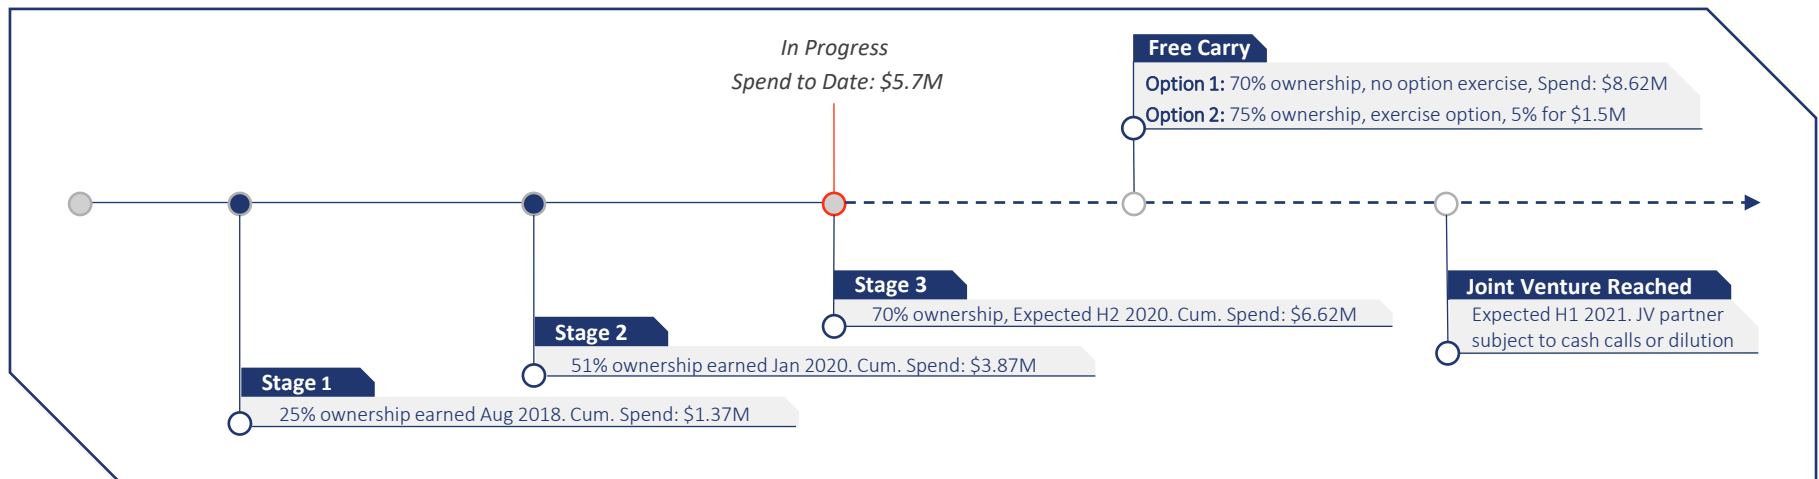 In Progress
Spend to Date: $5.7M
Free Carry
Option 1: 70% ownership, no option exercise, Spend: $8.62M
Option 2: 75% ownership, exercise option, 5% for $1.5M
Stage 3
70% ownership, Expected H2 2020. Cum. Spend: $6.62M
Joint Venture Reached
Expected H1 2021. JV partner
subject to cash calls or dilution
Stage 2
51% ownership earned Jan 2020. Cum. Spend: $3.87M
Stage 1
25% ownership earned Aug 2018. Cum. Spend: $1.37M